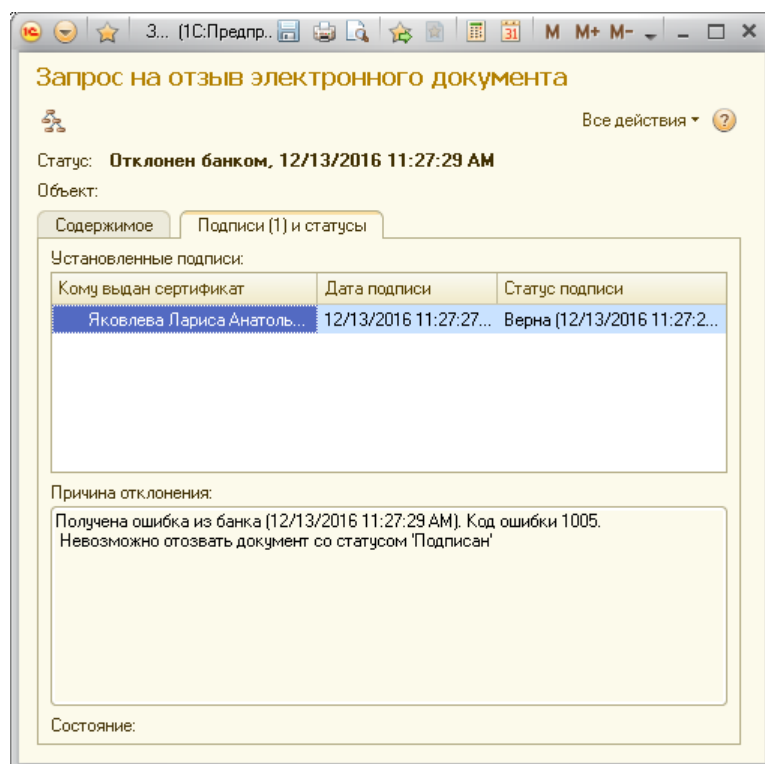 З... (1С:Предпр.. 31 M M+ M-
Запрос на отзыв электронного документа
Все действия ?
Статус: Отклонен банком, 12/13/2016 11:27:29 AM
Объект:
Содержимое Подписи (1) и статусы
Установленные подписи:
Кому выдан сертификат Дата подписи Статус подписи
Яковлева Лариса Анатоль... 12/13/2016 11:27:27... Верна (12/13/2016 11:27:2...
Причина отклонения:
Получена ошибка из банка (12/13/2016 11:27:29 AM). Код ошибки 1005.
Невозможно отозвать документ со статусом 'Подписан'
Состояние: